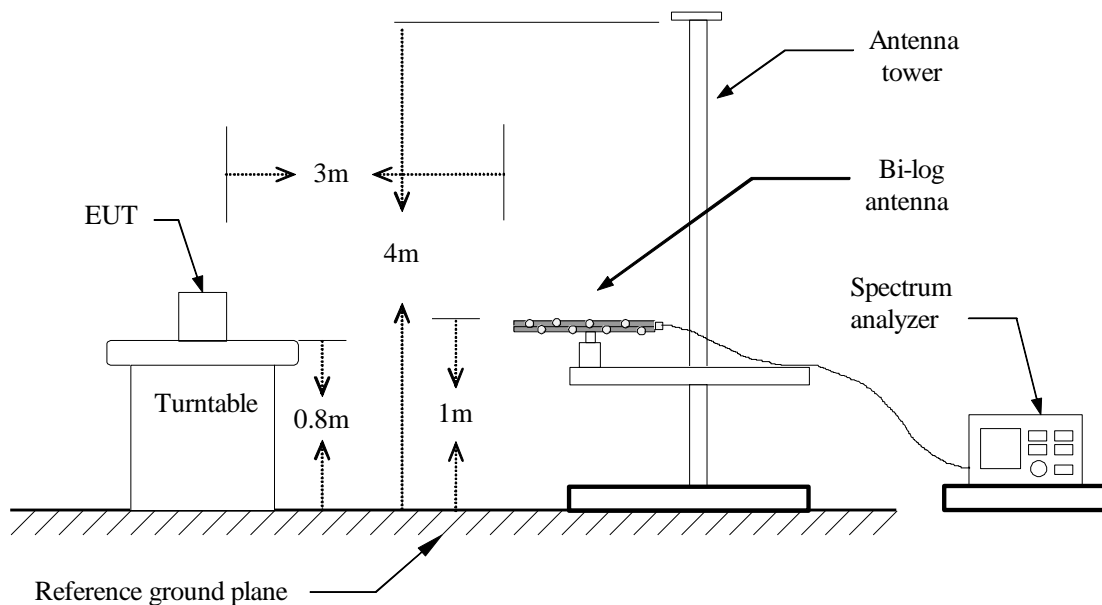 Antenna
tower
3m
Bi-log
antenna
EUT
4m
Spectrum
analyzer
Turntable
0.8m
1m
Reference ground plane